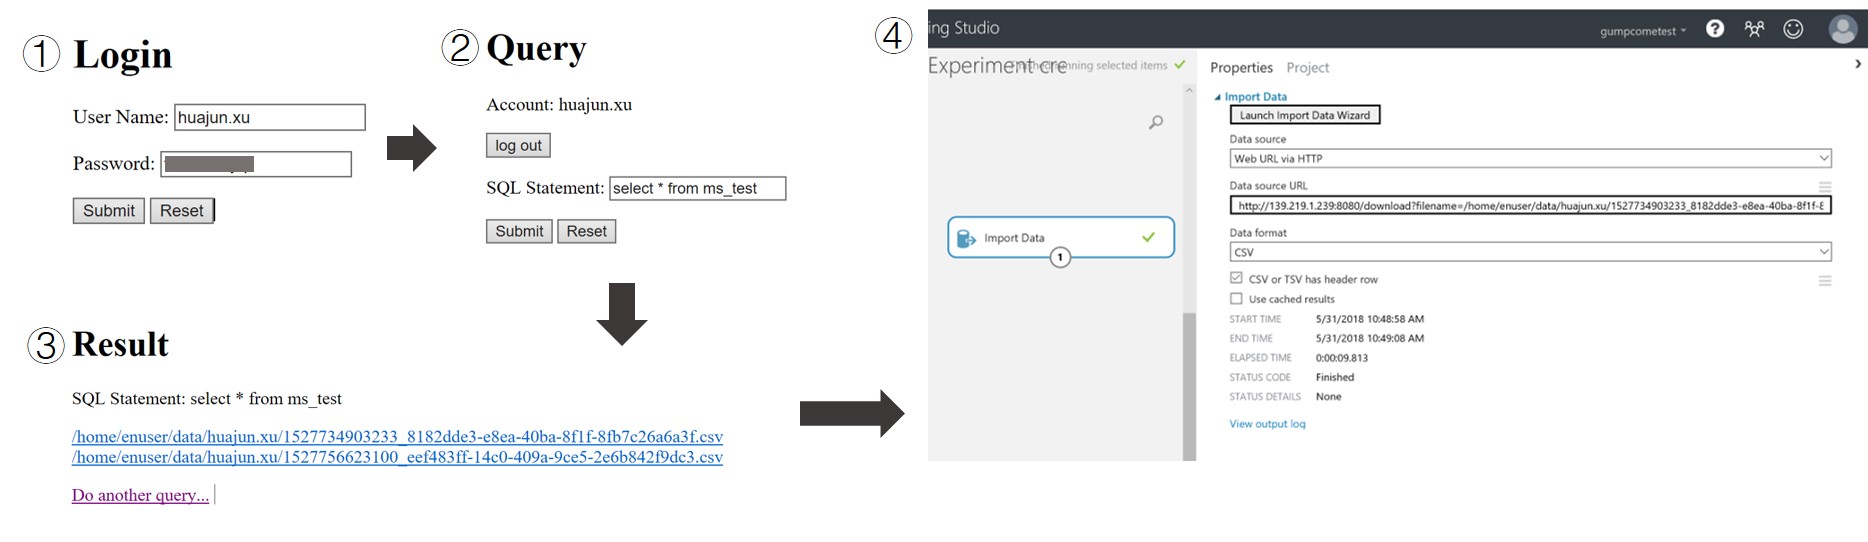 ① Login
User Name: huajun.xu
Password:
Submit Reset
② Query
Account: huajun.xu
log out
SQL Statement: select * from ms_test
Submit Reset
③ Result
SQL Statement: select * from ms_test
/home/enuser/data/huajun.xu/1527734903233_8182dde3-e8ea-40ba-8f1f-8fb7c26a6a3f.csv
/home/enuser/data/huajun.xu/1527756623100_eef483ff-14c0-409a-9ce5-2e6b842f9dc3.csv
Do another query...
④
ing Studio
gumpcometest
Experiment cre
running selected items
Import Data
1
Properties Project
Import Data
Launch Import Data Wizard
Data source
Web URL via HTTP
Data source URL
http://139.219.1.239:8080/download?filename=/home/enuser/data/huajun.xu/1527734903233_8182dde3-e8ea-40ba-8f1f-8
Data format
CSV
CSV or TSV has header row
Use cached results
START TIME 5/31/2018 10:48:58 AM
END TIME 5/31/2018 10:49:08 AM
ELAPSED TIME 0:00:09.813
STATUS CODE Finished
STATUS DETAILS None
View output log